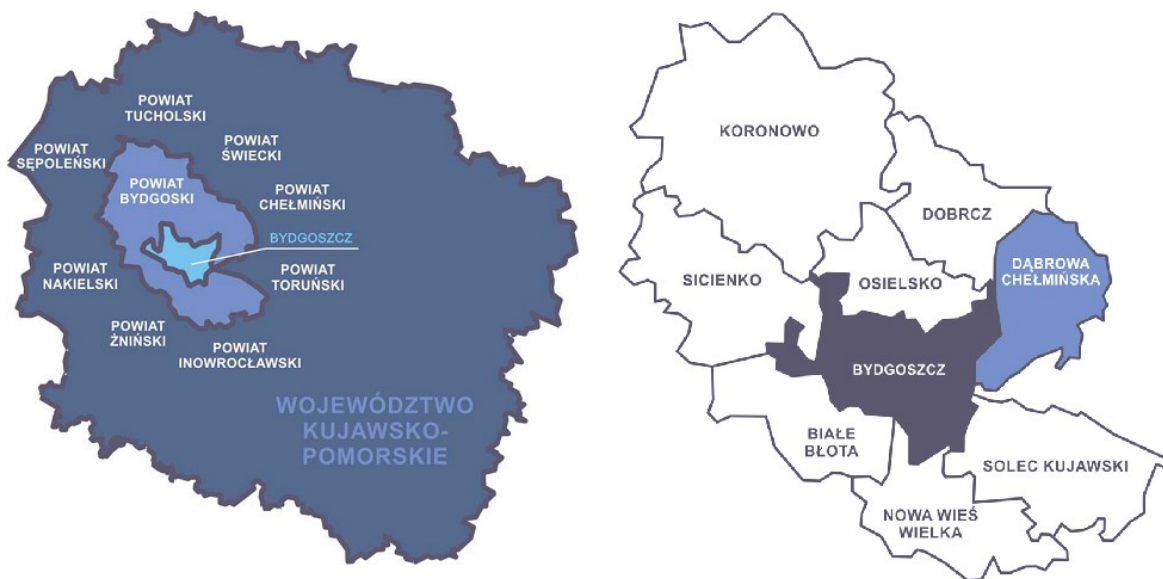 POWIAT
TUCHOLSKI
POWIAT
SĘPOLEŃSKI
POWIAT
ŚWIECKI
POWIAT
BYDGOSKI
POWIAT
CHEŁMIŃSKI
BYDGOSZCZ
POWIAT
NAKIELSKI
POWIAT
TORUŃSKI
POWIAT
ŻNIŃSKI
POWIAT
INOWROCŁAWSKI
WOJEWÓDZTWO
KUJAWSKO-
POMORSKIE
KORONOWO
DOBRCZ
SICIENKO
OSIELSKO
DĄBROWA
CHEŁMIŃSKA
BYDGOSZCZ
BIAŁE
BŁOTA
SOLEC KUJAWSKI
NOWA WIEŚ
WIELKA